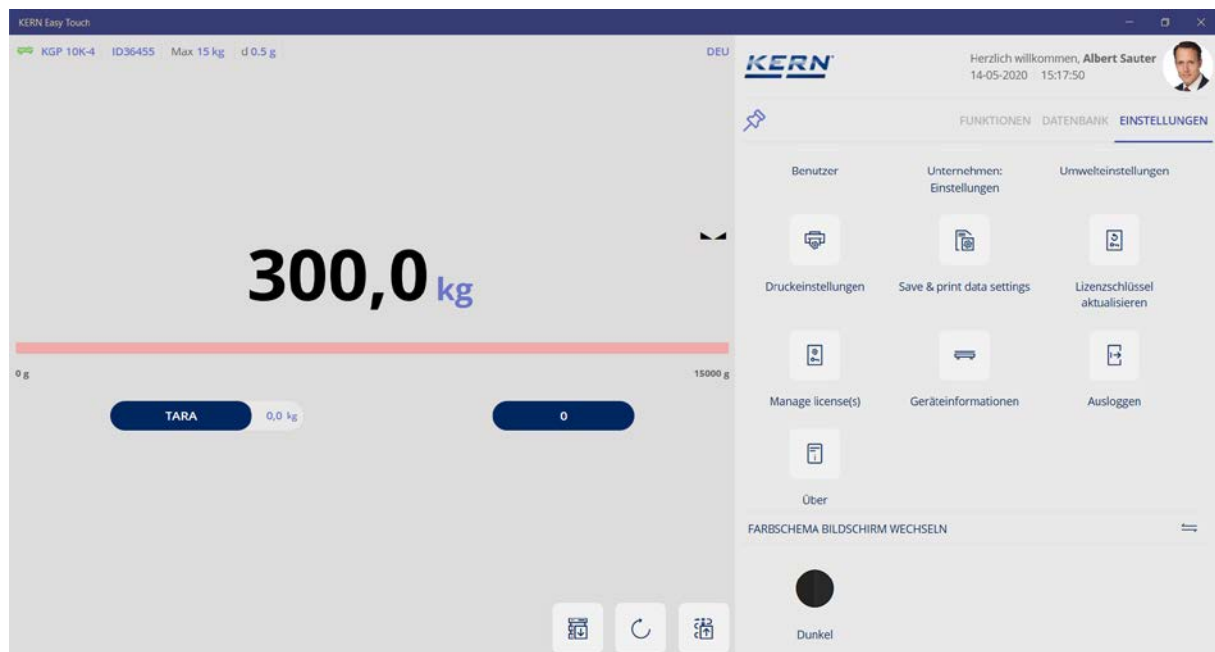 KERN Easy Touch
KGP 10K-4 ID36455 Max 15 kg d 0.5 g DEU
KERN
Herzlich willkommen, Albert Sauter
14-05-2020 15:17:50
FUNKTIONEN DATENBANK EINSTELLUNGEN
Benutzer
Unternehmen:
Einstellungen
Umwelteinstellungen
300,0 kg
Druckeinstellungen
Save & print data settings
Lizenzschlüssel
aktualisieren
0 g 15000 g
Manage license(s)
Geräteinformationen
Ausloggen
TARA 0,0 kg 0
Über
FARBSCHEMA BILDSCHIRM WECHSELN
Dunkel